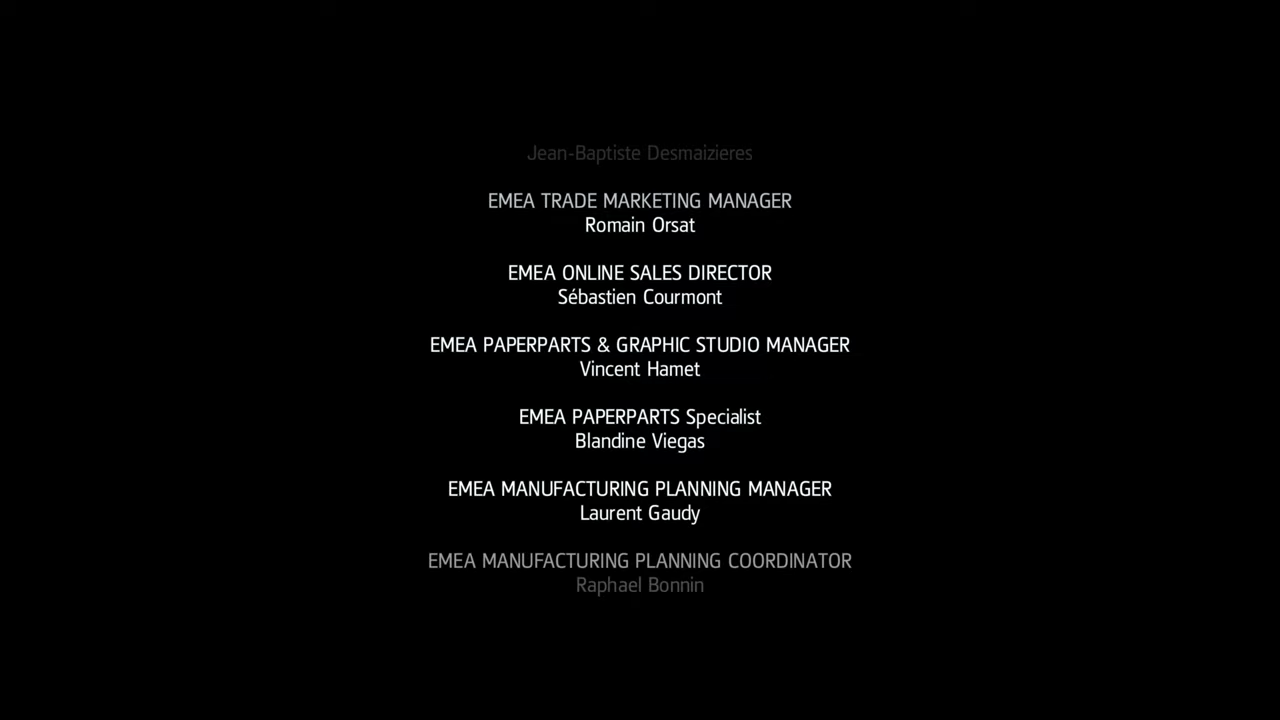 Jean-Baptiste Desmaizieres
EMEA TRADE MARKETING MANAGER
Romain Orsat
EMEA ONLINE SALES DIRECTOR
Sébastien Courmont
EMEA PAPERPARTS & GRAPHIC STUDIO MANAGER
Vincent Hamet
EMEA PAPERPARTS Specialist
Blandine Viegas
EMEA MANUFACTURING PLANNING MANAGER
Laurent Gaudy
EMEA MANUFACTURING PLANNING COORDINATOR
Raphael Bonnin